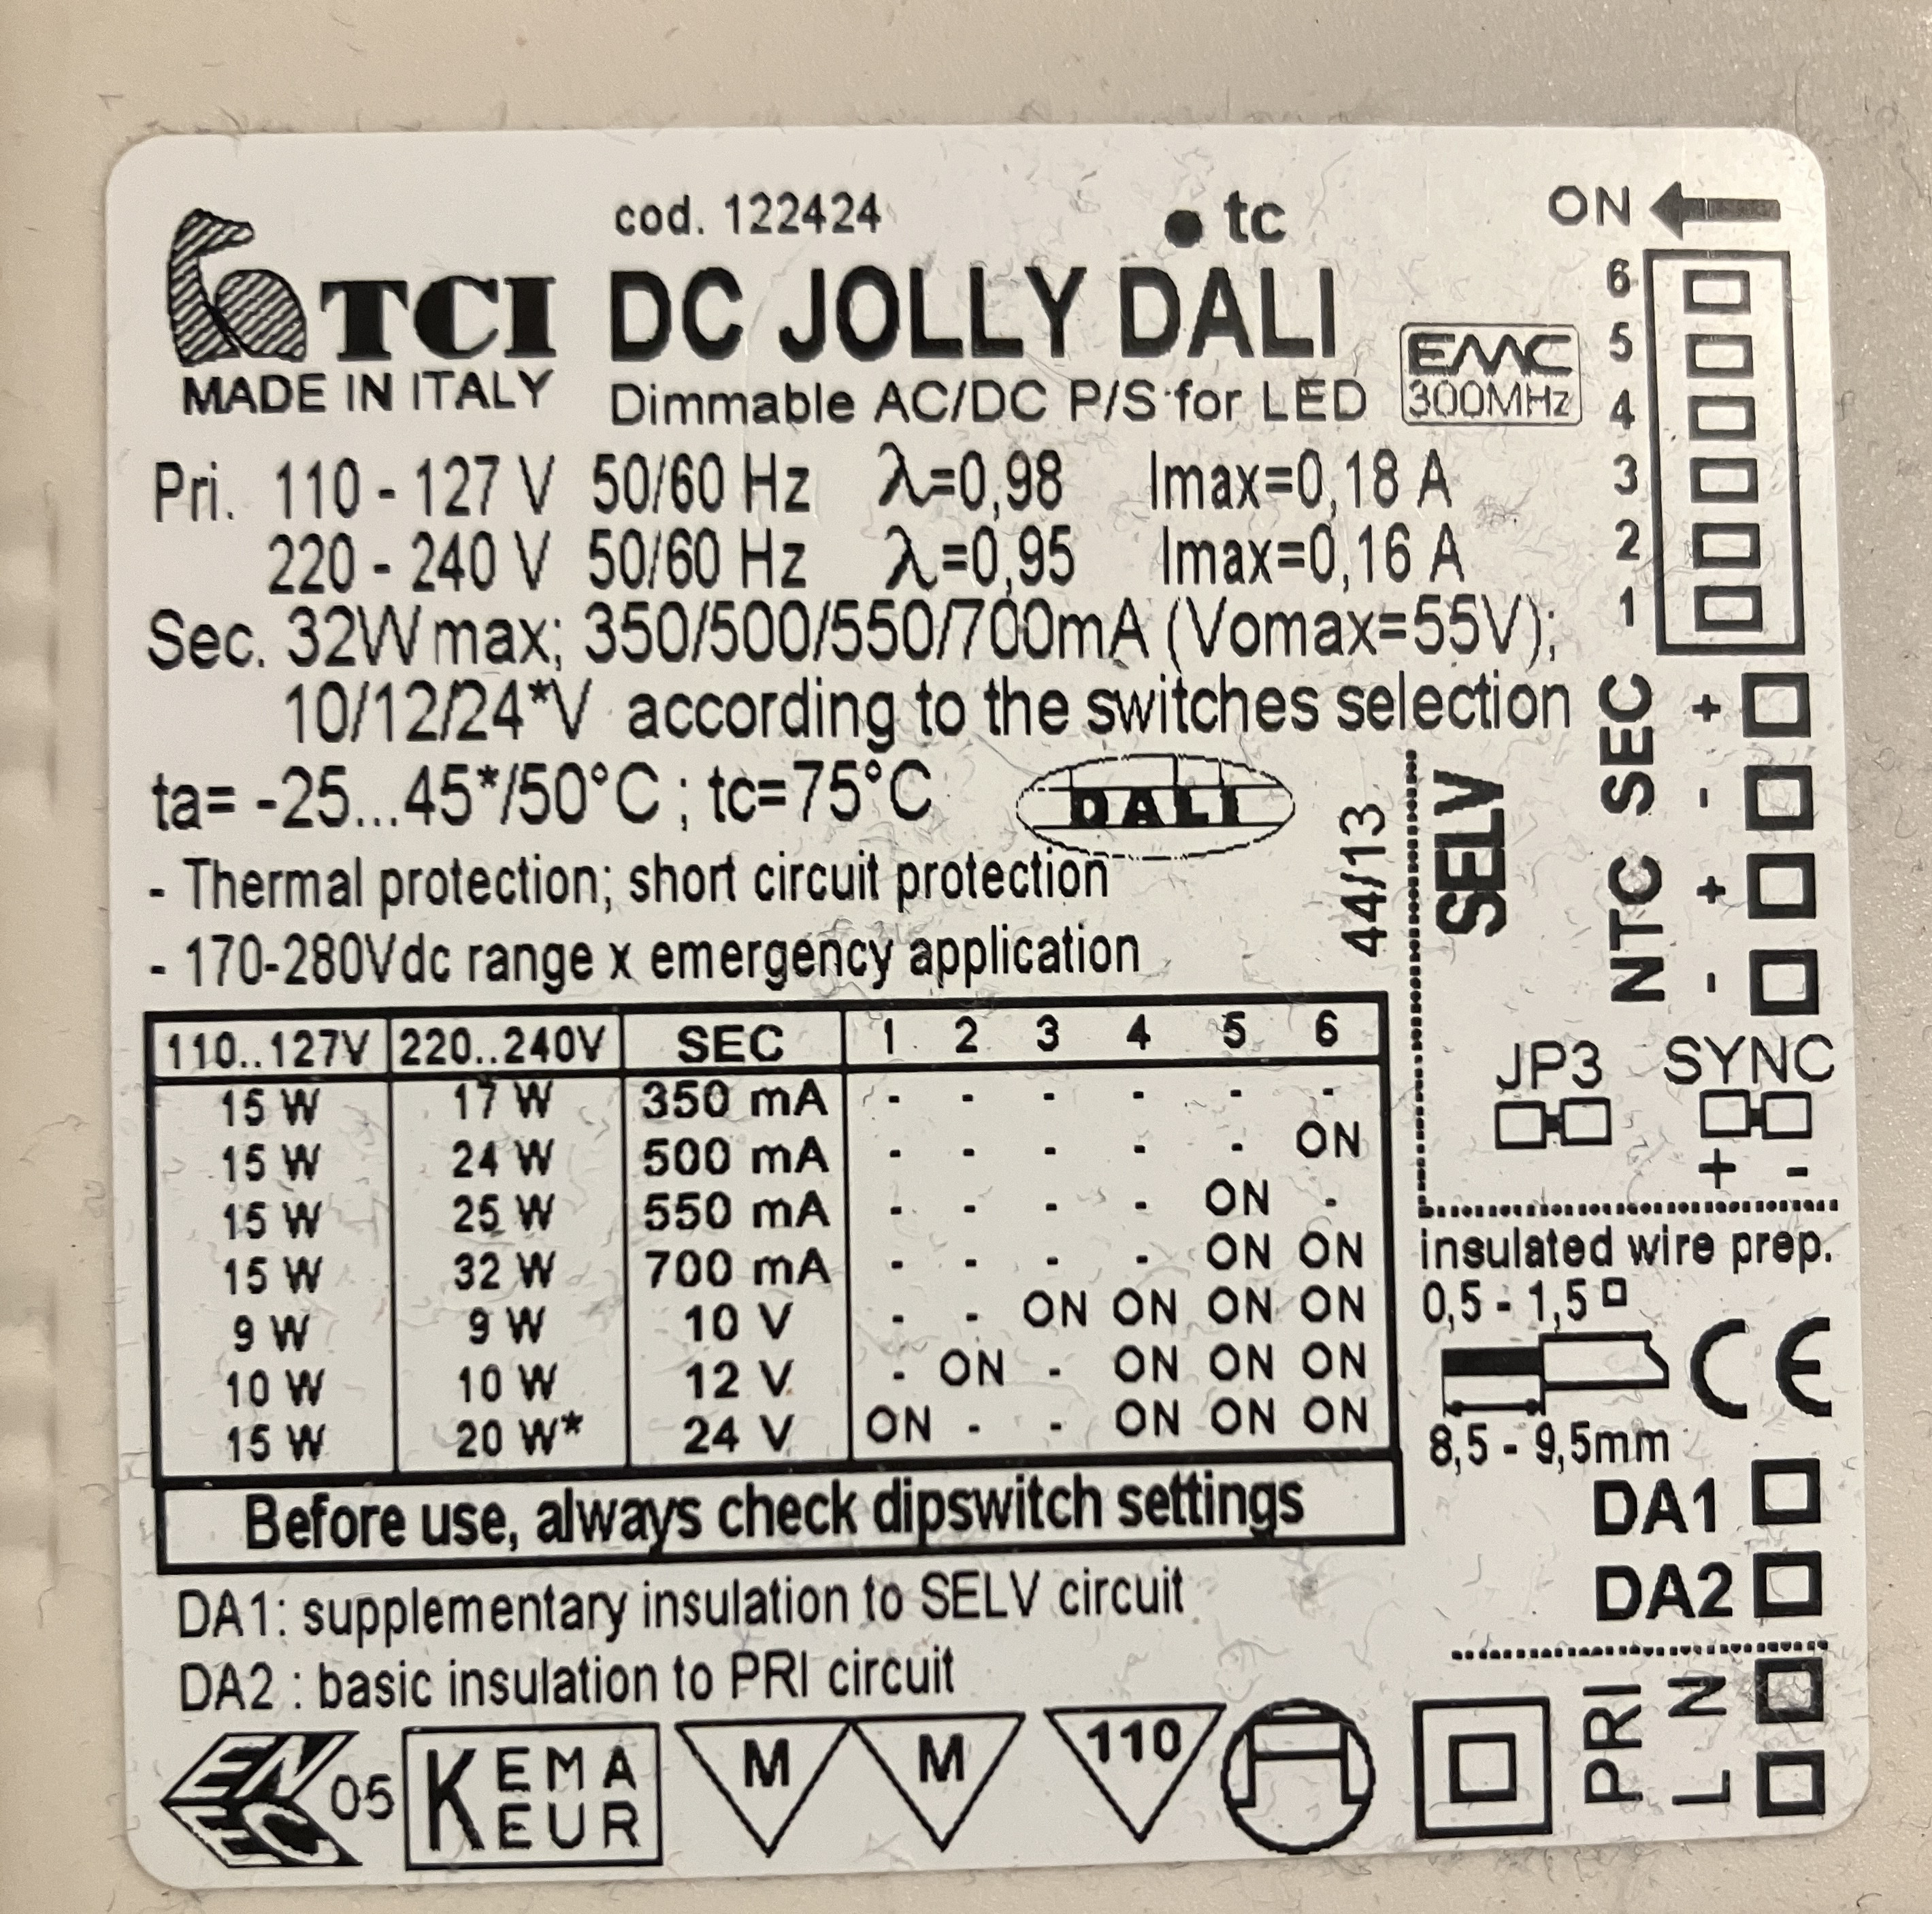 cod. 122424 • tc ON
TCI DC JOLLY DALI
MADE IN ITALY Dimmable AC/DC P/S for LED
EMC
300MHz
6
5
4
3
2
1
Pri. 110 - 127 V 50/60 Hz λ=0,98 Imax=0,18 A
220 - 240 V 50/60 Hz λ=0,95 Imax=0,16 A
Sec. 32W max; 350/500/550/700mA (Vomax=55V);
10/12/24*V according to the switches selection
ta= -25...45*/50°C ; tc=75°C
DALI
- Thermal protection; short circuit protection
- 170-280Vdc range x emergency application
44/13
SELV
SEC + -
NTC + -
JP3 SYNC
+ -
110..127V 220..240V SEC 1 2 3 4 5 6
15 W 17 W 350 mA - - - - - -
15 W 24 W 500 mA - - - - - ON
15 W 25 W 550 mA - - - - ON -
15 W 32 W 700 mA - - - - ON ON
9 W 9 W 10 V - - ON ON ON ON
10 W 10 W 12 V - ON - ON ON ON
15 W 20 W* 24 V ON - - ON ON ON
Before use, always check dipswitch settings
insulated wire prep.
0,5 - 1,5
CE
8,5 - 9,5mm
DA1
DA2
DA1: supplementary insulation to SELV circuit
DA2 : basic insulation to PRI circuit
PRI
N
L
ENEC 05
KEMA
KEUR
M M 110